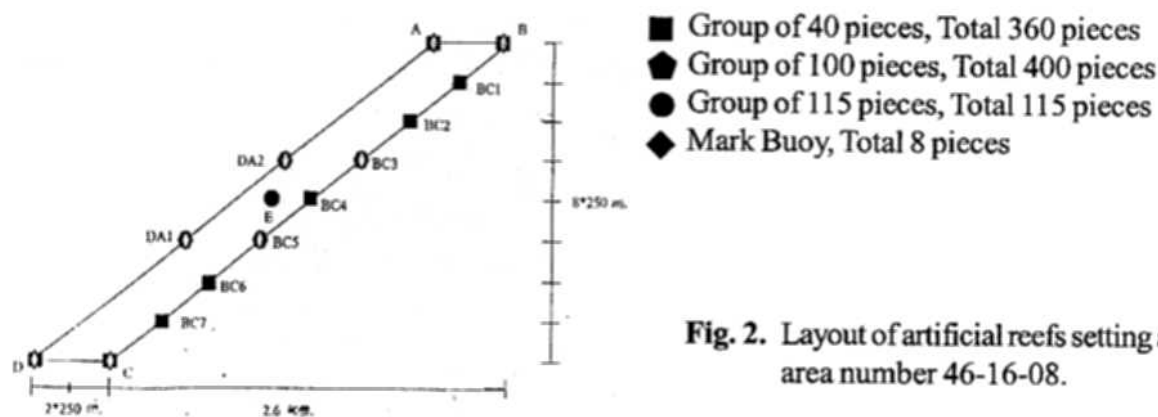 A B
BC1
BC2
DA2 BC3
E BC4
8*250 m.
DA1 BC5
BC6
BC7
D C
2*250 m. 2.6
■ Group of 40 pieces, Total 360 pieces
⬟ Group of 100 pieces, Total 400 pieces
● Group of 115 pieces, Total 115 pieces
◆ Mark Buoy, Total 8 pieces
Fig. 2. Layout of artificial reefs setting
area number 46-16-08.